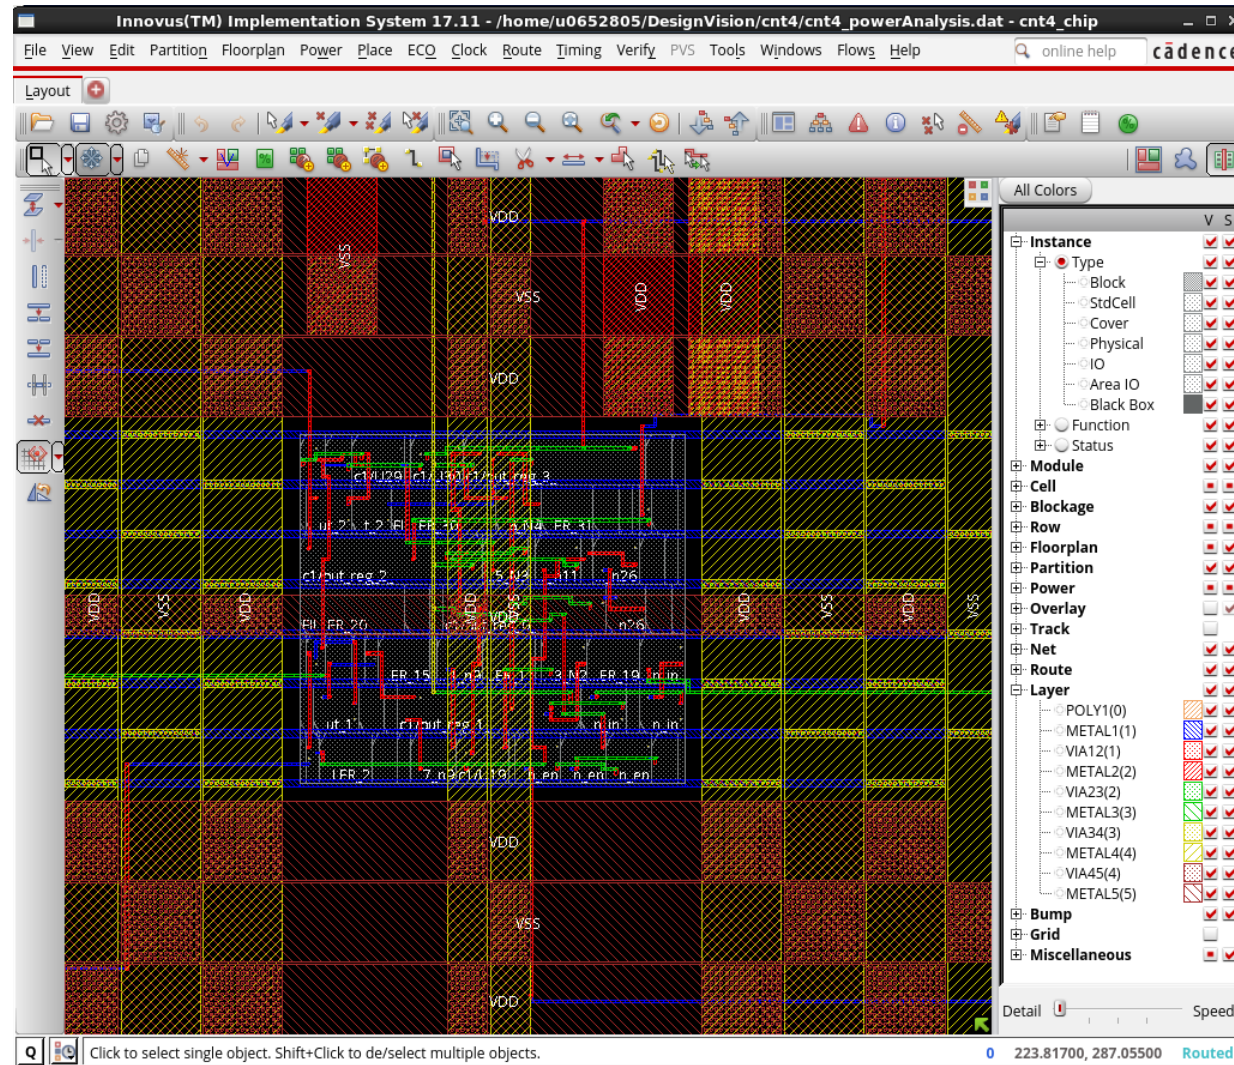 Innovus(TM) Implementation System 17.11 - /home/u0652805/DesignVision/cnt4/cnt4_powerAnalysis.dat - cnt4_chip
File View Edit Partition Floorplan Power Place ECO Clock Route Timing Verify PVS Tools Windows Flows Help
online help
cādence
Layout
All Colors
V S
Instance
Type
Block
StdCell
Cover
Physical
IO
Area IO
Black Box
Function
Status
Module
Cell
Blockage
Row
Floorplan
Partition
Power
Overlay
Track
Net
Route
Layer
POLY1(0)
METAL1(1)
VIA12(1)
METAL2(2)
VIA23(2)
METAL3(3)
VIA34(3)
METAL4(4)
VIA45(4)
METAL5(5)
Bump
Grid
Miscellaneous
Detail
Speed
VDD
VSS
VSS
VDD
VDD
VDD
c1/out_reg_2_
n26
VDD VSS VDD VDD VSS VDD VDD VSS VDD VSS
n26
VDD
VSS
VDD
Q
Click to select single object. Shift+Click to de/select multiple objects.
0
223.81700, 287.05500
Routed